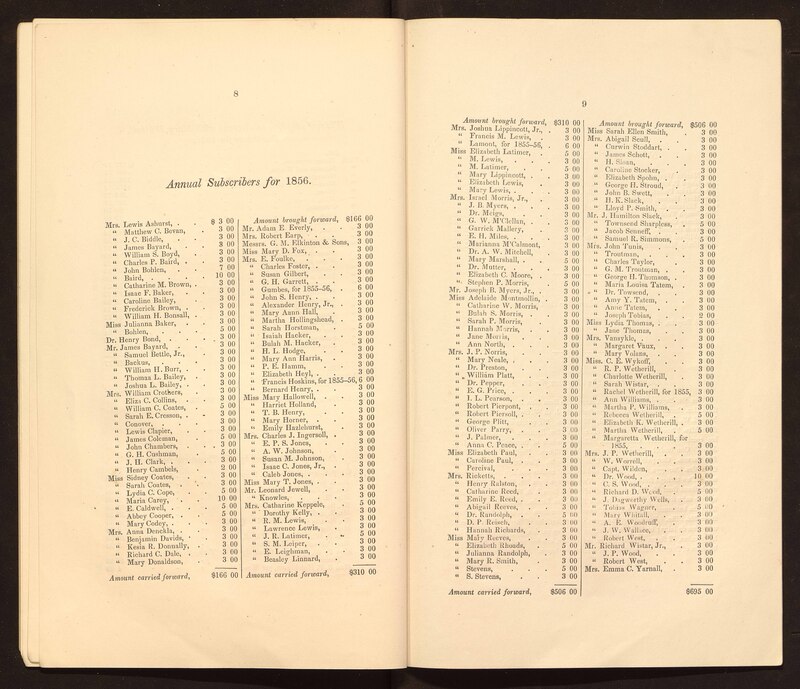 8
Annual Subscribers for 1856.
Mrs. Lewis Ashurst, $ 3 00
" Matthew C. Bevan, 3 00
" J. C. Biddle, 3 00
" James Bayard, 3 00
" William S. Boyd, 3 00
" Charles P. Baird, 3 00
" John Bohlen, 7 00
" Baird, 10 00
" Catharine M. Brown, 3 00
" Isaac F. Baker, 3 00
" Caroline Bailey, 3 00
" Frederick Brown, 3 00
" William H. Bonsall, 3 00
Miss Julianna Baker, 3 00
" Bohlen, 5 00
Dr. Henry Bond, 3 00
Mr. James Bayard, 3 00
" Samuel Bettle, Jr., 3 00
" Backus, 3 00
" William H. Burr, 3 00
" Thomas L. Bailey, 3 00
" Joshua L. Bailey, 3 00
Mrs. William Crothers, 3 00
" Eliza C. Collins, 5 00
" William C. Coates, 5 00
" Sarah E. Cresson, 3 00
" Conover, 3 00
" Lewis Clapier, 3 00
" James Coleman, 5 00
" John Chambers, 3 00
" G. H. Cushman, 5 00
" J. H. Clark, 3 00
" Henry Cambols, 2 00
Miss Sidney Coates, 3 00
" Sarah Coates, 3 00
" Lydia C. Cope, 5 00
" Maria Carey, 10 00
" E. Caldwell, 5 00
" Abbey Cooper, 5 00
" Mary Codey, 3 00
Mrs. Anna Denckla, 3 00
" Benjamin Davids, 3 00
" Kesia R. Donnally, 3 00
" Richard C. Dale, 3 00
" Mary Donaldson, 3 00
Amount carried forward, $166 00
Amount brought forward, $166 00
Mr. Adam E. Everly, 3 00
Mrs. Robert Earp, 3 00
Messrs. G. M. Elkinton & Sons, 3 00
Miss Mary D. Fox, 3 00
Mrs. E. Foulke, 3 00
" Charles Foster, 3 00
" Susan Gilbert, 3 00
" G. H. Garrett, 3 00
" Gumbes, for 1855-56, 6 00
" John S. Henry, 3 00
" Alexander Henry, Jr., 3 00
" Mary Aunn Hall, 3 00
" Martha Hollingshead, 3 00
" Sarah Horstman, 5 00
" Isaiah Hacker, 3 00
" Bulah M. Hacker, 3 00
" H. L. Hodge, 3 00
" Mary Ann Harris, 3 00
" P. E. Hamm, 3 00
" Elizabeth Heyl, 3 00
" Francis Hoskins, for 1855-56, 6 00
" Bernard Henry, 3 00
Miss Mary Hallowell, 3 00
" Harriet Holland, 3 00
" T. B. Henry, 3 00
" Mary Horner, 3 00
" Emily Hazlehurst, 3 00
Mrs. Charles J. Ingersoll, 3 00
" E. P. S. Jones, 3 00
" A. W. Johnson, 3 00
" Susan M. Johnson, 3 00
" Isaac C. Jones, Jr., 3 00
" Caleb Jones, 3 00
Miss Mary T. Jones, 3 00
Mr. Leonard Jewell, 3 00
" Knowles, 3 00
Mrs. Catharine Keppele, 5 00
" Dorothy Kelly, 3 00
" R. M. Lewis, 3 00
" Lawrence Lewis, 3 00
" J. R. Latimer, 5 00
" S. M. Leiper, 3 00
" E. Leighman, 3 00
" Beasley Linnard, 3 00
Amount carried forward, $310 00
9
Amount brought forward, $310 00
Mrs. Joshua Lippincott, Jr., 3 00
" Francis M. Lewis, 3 00
" Lamont, for 1855-56, 6 00
Miss Elizabeth Latimer, 5 00
" M. Lewis, 3 00
" M. Latimer, 5 00
" Mary Lippincott, 3 00
" Elizabeth Lewis, 3 00
" Mary Lewis, 3 00
Mrs. Israel Morris, Jr., 3 00
" J. B. Myers, 3 00
" Dr. Meigs, 3 00
" G. W. McClellan, 5 00
" Garrick Mallery, 3 00
" E. H. Miles, 3 00
" Marianna M'Calmont, 3 00
" Dr. A. W. Mitchell, 3 00
" Mary Marshall, 5 00
" Dr. Mutter, 3 00
" Elizabeth C. Moore, 3 00
" Stephen P. Morris, 5 00
Mr. Joseph B. Myers, Jr., 3 00
Miss Adelaide Montmollin, 3 00
" Catharine W. Morris, 3 00
" Bulah S. Morris, 3 00
" Sarah P. Morris, 3 00
" Hannah Morris, 3 00
" Jane Morris, 3 00
" Ann North, 3 00
Mrs. J. P. Norris, 3 00
" Mary Neale, 3 00
" Dr. Preston, 3 00
" William Platt, 3 00
" Dr. Pepper, 3 00
" E. G. Price, 3 00
" I. L. Pearson, 3 00
" Robert Pierpont, 3 00
" Robert Piersell, 3 00
" George Plitt, 3 00
" Oliver Parry, 3 00
" J. Palmer, 3 00
" Anna C. Peace, 5 00
Miss Elizabeth Paul, 3 00
" Caroline Paul, 3 00
" Percival, 3 00
Mrs. Ricketts, 3 00
" Henry Ralston, 3 00
" Catharine Reed, 3 00
" Emily E. Reed, 3 00
" Abigail Reeves, 3 00
" Dr. Randolph, 5 00
" D. P. Reisch, 3 00
" Hannah Richards, 3 00
Miss Mary Reeves, 3 00
" Elizabeth Rhoads, 5 00
" Julianna Randolph, 3 00
" Mary R. Smith, 3 00
" Stevens, 5 00
" S. Stevens, 3 00
Amount carried forward, $506 00
Amount brought forward, $506 00
Miss Sarah Ellen Smith, 3 00
Mrs. Abigail Scull, 3 00
" Curwin Stoddart, 3 00
" James Schott, 3 00
" H. Sloan, 3 00
" Caroline Stocker, 3 00
" Elizabeth Spohn, 3 00
" George H. Stroud, 3 00
" John B. Swett, 3 00
" H. K. Slack, 3 00
" Lloyd P. Smith, 3 00
Mr. J. Hamilton Slack, 3 00
" Townsend Sharpless, 5 00
" Jacob Senneff, 3 00
" Samuel R. Simmons, 5 00
Mrs. John Tunis, 3 00
" Troutman, 3 00
" Charles Taylor, 3 00
" G. M. Troutman, 3 00
" George H. Thomson, 3 00
" Maria Louisa Tatem, 3 00
" Dr. Townsend, 3 00
" Amy Y. Tatem, 3 00
" Anne Tatem, 3 00
" Joseph Tobias, 2 00
Miss Lydia Thomas, 3 00
" Jane Thomas, 3 00
Mrs. Vansykle, 3 00
" Margaret Vaux, 3 00
" Mary Volans, 3 00
Miss. C. E. Wykoff, 3 00
" R. P. Wetherill, 3 00
" Charlotte Wetherill, 3 00
" Sarah Wistar, 3 00
" Rachel Wetherill, for 1855, 3 00
" Ann Williams, 3 00
" Martha P. Williams, 3 00
" Rebecca Wetherill, 5 00
" Elizabeth K. Wetherill, 3 00
" Martha Wetherill, 5 00
" Margaretta Wetherill, for
1855, 3 00
Mrs. J. P. Wetherill, 3 00
" W. Worrell, 3 00
" Capt. Wilden, 3 00
" Dr. Wood, 10 00
" C. S. Wood, 3 00
" Richard D. Wood, 5 00
" J. Dagworthy Wells, 3 00
" Tobias Wagner, 5 00
" Mary Whitall, 3 00
" A. E. Woodruff, 3 00
" J. W. Wallace, 3 00
" Robert West, 3 00
Mr. Richard Wistar, Jr., 3 00
" J. P. Wood, 3 00
" Robert West, 3 00
Mrs. Emma C. Yarnall, 3 00
$695 00